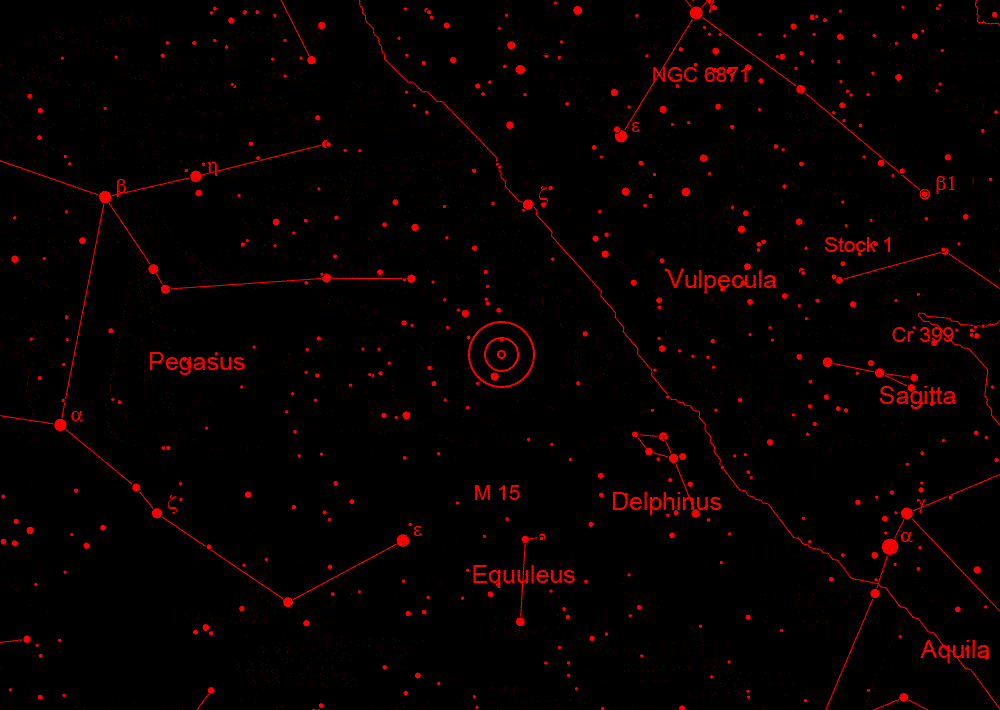 NGC 6871
ε
η
β
β1
ζ
Stock 1
Vulpecula
Cr 399
Pegasus
Sagitta
α
M 15
Delphinus
ζ
γ
ε
α
Equuleus
Aquila